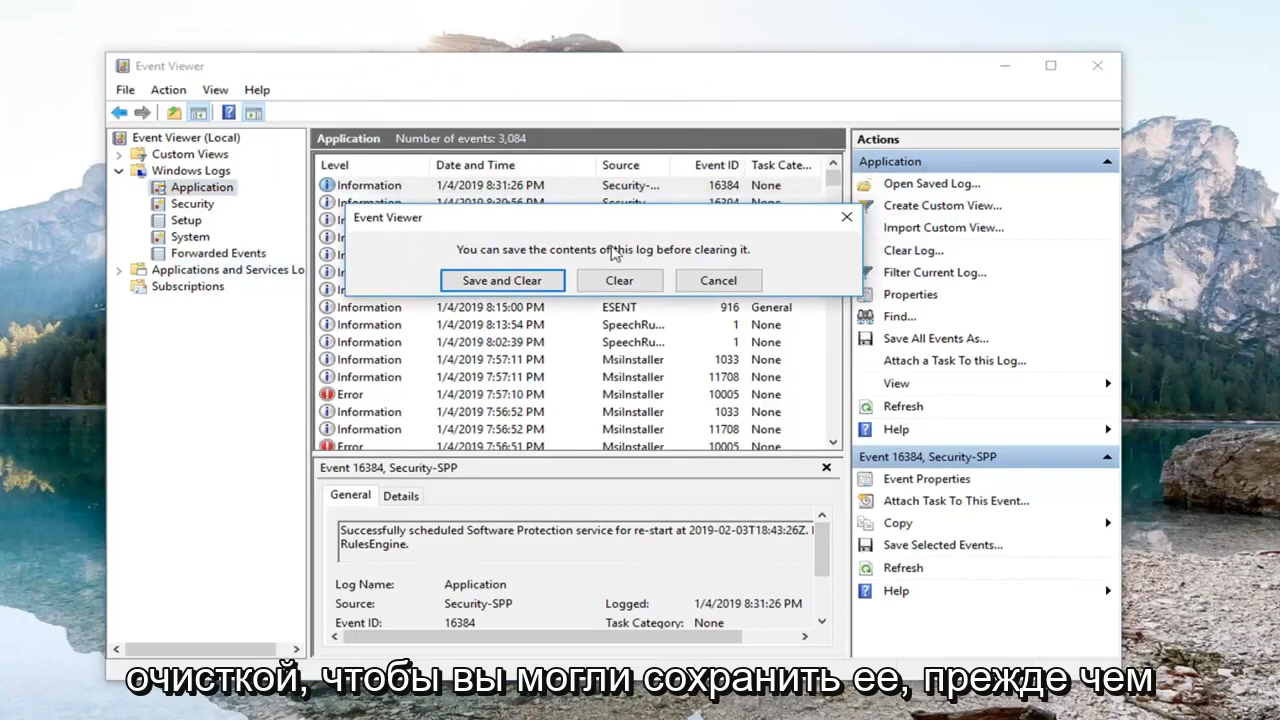 Event Viewer
File Action View Help
Event Viewer (Local)
Custom Views
Windows Logs
Application
Security
Setup
System
Forwarded Events
Applications and Services Lo
Subscriptions
Application Number of events: 3,084
Level Date and Time Source Event ID Task Cate...
Information 1/4/2019 8:31:26 PM Security-... 16384 None
Event Viewer
You can save the contents of this log before clearing it.
Save and Clear Clear Cancel
Information 1/4/2019 8:15:00 PM ESENT 916 General
Information 1/4/2019 8:13:54 PM SpeechRu... 1 None
Information 1/4/2019 8:02:39 PM SpeechRu... 1 None
Information 1/4/2019 7:57:11 PM MsiInstaller 1033 None
Information 1/4/2019 7:57:11 PM MsiInstaller 11708 None
Error 1/4/2019 7:57:10 PM MsiInstaller 10005 None
Information 1/4/2019 7:56:52 PM MsiInstaller 1033 None
Information 1/4/2019 7:56:52 PM MsiInstaller 11708 None
Error 1/4/2019 7:56:51 PM MsiInstaller 10005 None
Event 16384, Security-SPP
General Details
Successfully scheduled Software Protection service for re-start at 2019-02-03T18:43:26Z.
RulesEngine.
Log Name: Application
Source: Security-SPP Logged: 1/4/2019 8:31:26 PM
Event ID: 16384 Task Category: None
Actions
Application
Open Saved Log...
Create Custom View...
Import Custom View...
Clear Log...
Filter Current Log...
Properties
Find...
Save All Events As...
Attach a Task To this Log...
View
Refresh
Help
Event 16384, Security-SPP
Event Properties
Attach Task To This Event...
Copy
Save Selected Events...
Refresh
Help
очисткой, чтобы вы могли сохранить ее, прежде чем